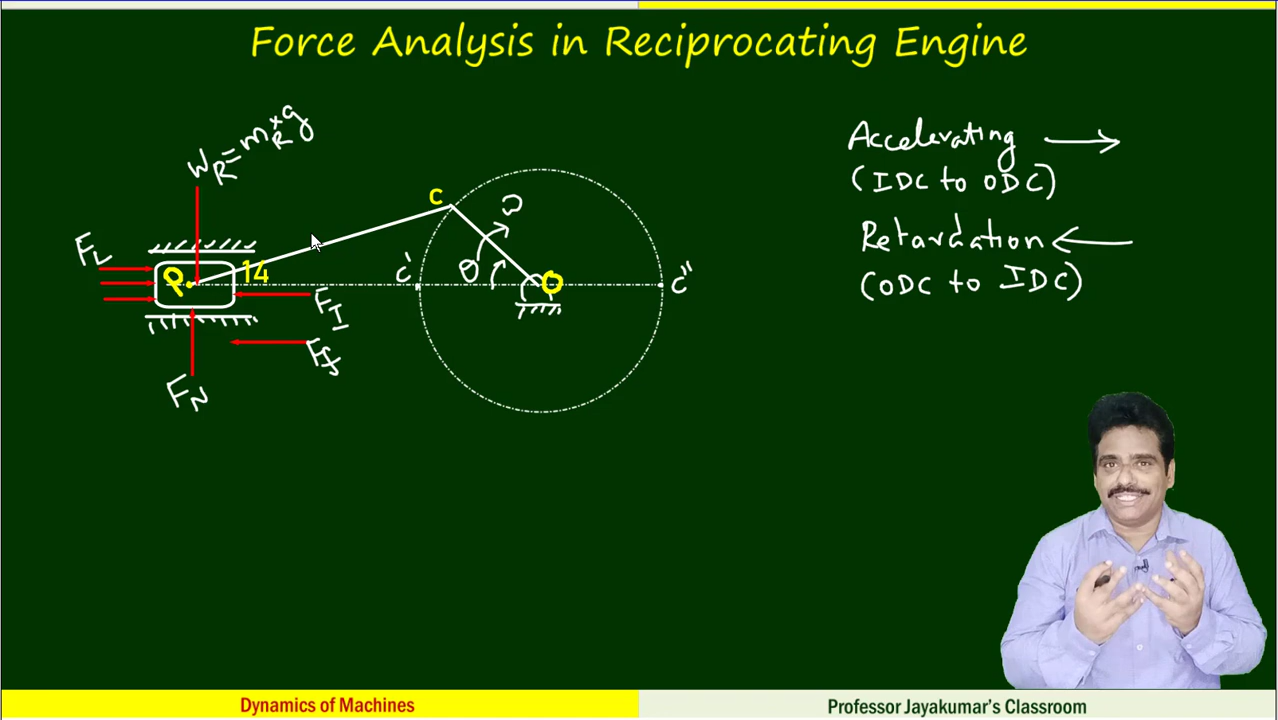 Force Analysis in Reciprocating Engine
W_R = m_R × g
Accelerating →
(IDC to ODC)
Retardation ←
(ODC to IDC)
C
ω
F_L
P
14
C'
θ
O
C''
F_I
F_f
F_N
Dynamics of Machines
Professor Jayakumar's Classroom